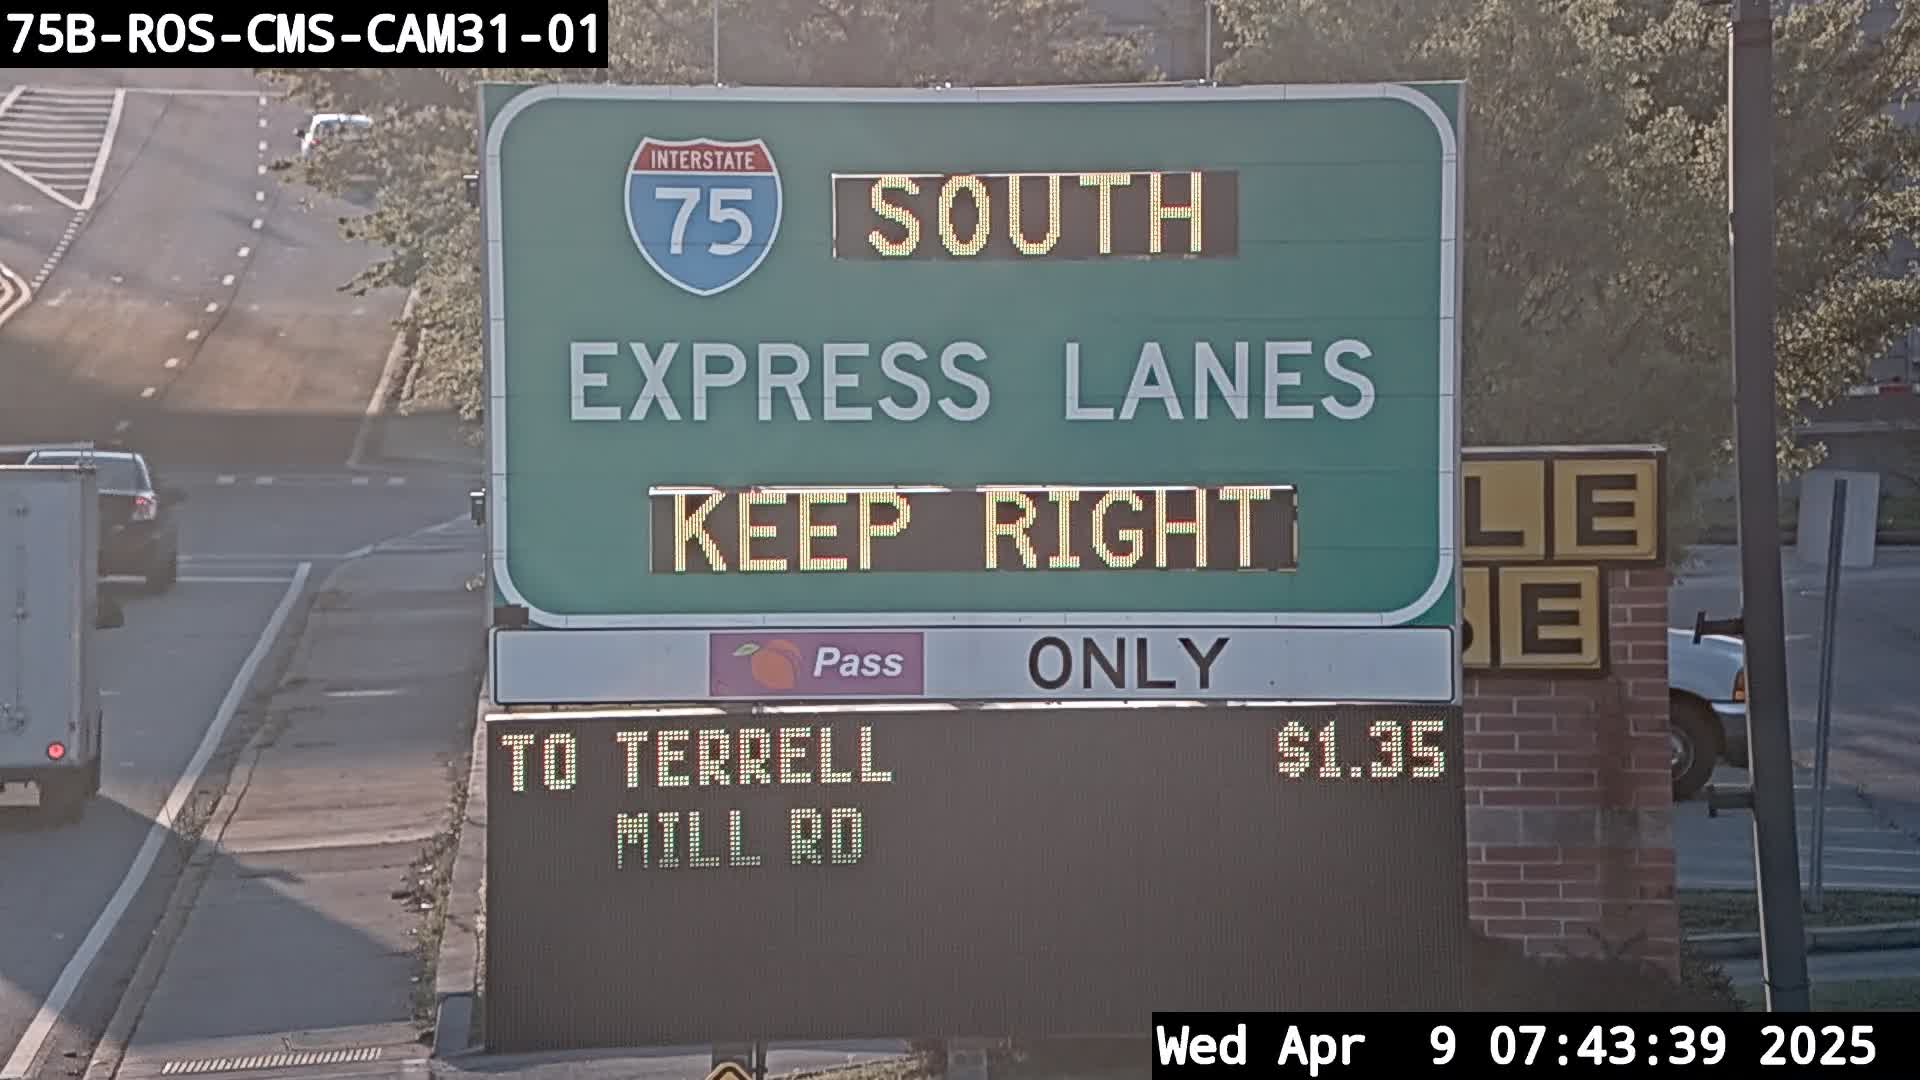 75B-ROS-CMS-CAM31-01
INTERSTATE
75
SOUTH
EXPRESS LANES
KEEP RIGHT
Pass ONLY
TO TERRELL $1.35
MILL RD
LE
E
Wed Apr 9 07:43:39 2025